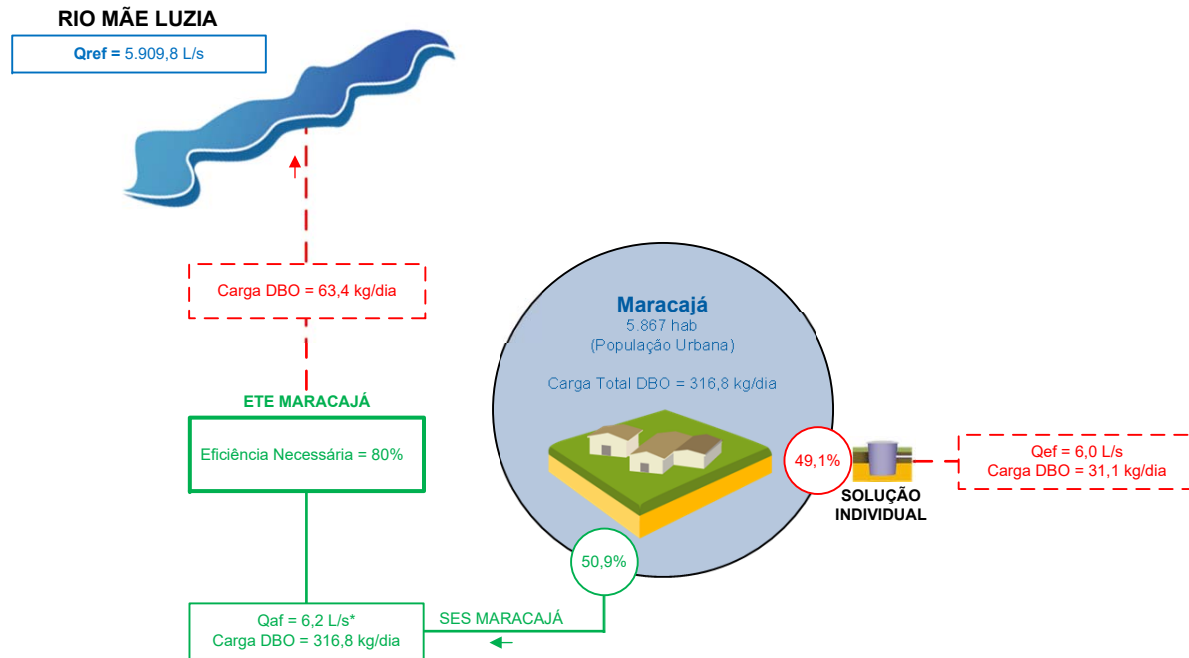 RIO MÃE LUZIA
Qref = 5.909,8 L/s
Carga DBO = 63,4 kg/dia
ETE MARACAJÁ
Eficiência Necessária = 80%
Qaf = 6,2 L/s*
Carga DBO = 316,8 kg/dia
SES MARACAJÁ
50,9%
Maracajá
5.867 hab
(População Urbana)
Carga Total DBO = 316,8 kg/dia
49,1%
SOLUÇÃO
INDIVIDUAL
Qef = 6,0 L/s
Carga DBO = 31,1 kg/dia